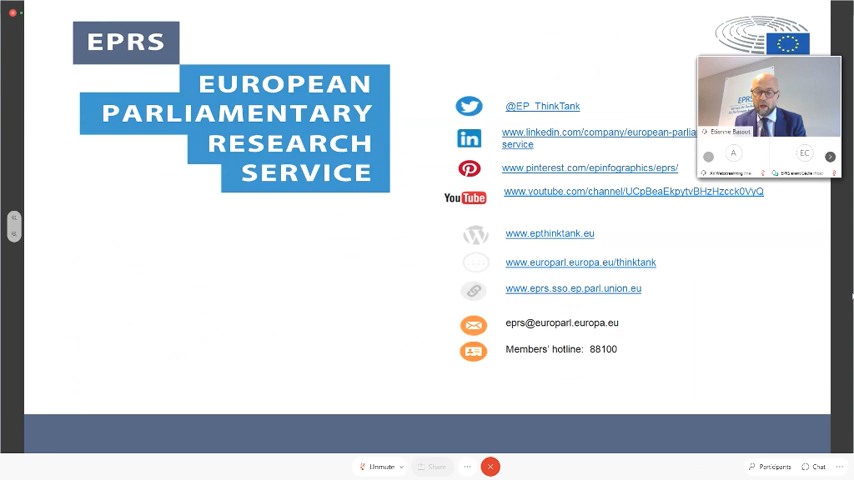 EPRS
EUROPEAN
PARLIAMENTARY
RESEARCH
SERVICE
@EP_ThinkTank
www.linkedin.com/company/european-parlia
service
www.pinterest.com/epinfographics/eprs/
YouTube
www.youtube.com/channel/UCpBeaEkpytvBHzHzcck0VyQ
www.epthinktank.eu
www.europarl.europa.eu/thinktank
www.eprs.sso.ep.parl.union.eu
eprs@europarl.europa.eu
Members' hotline: 88100
EPRS
Etienne Bassot
A
EC
Unmute
Share
Participants
Chat